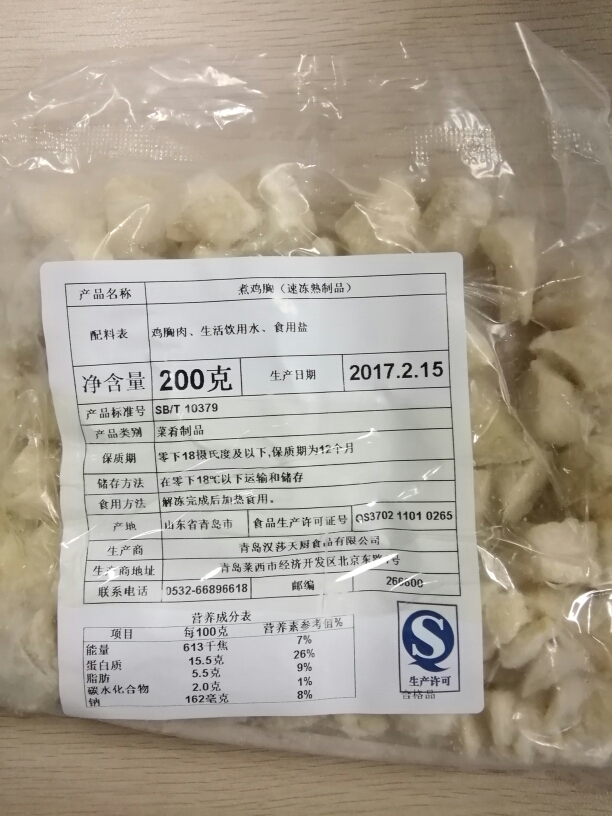 产品名称 煮鸡胸（速冻熟制品）
配料表 鸡胸肉、生活饮用水、食用盐
净含量 200克 生产日期 2017.2.15
产品标准号 SB/T 10379
产品类别 菜肴制品
保质期 零下18摄氏度及以下,保质期为12个月
储存方法 在零下18℃以下运输和储存
食用方法 解冻完成后加热食用。
产地 山东省青岛市 食品生产许可证号 QS3702 1101 0265
生产商 青岛汉莎天厨食品有限公司
生产商地址 青岛莱西市经济开发区北京东路1号
联系电话 0532-66896618 邮编 266600
营养成分表
项目 每100克 营养素参考值%
能量 613千焦 7%
蛋白质 15.5克 26%
脂肪 5.5克 9%
碳水化合物 2.0克 1%
钠 162毫克 8%
S
生产许可
合格品